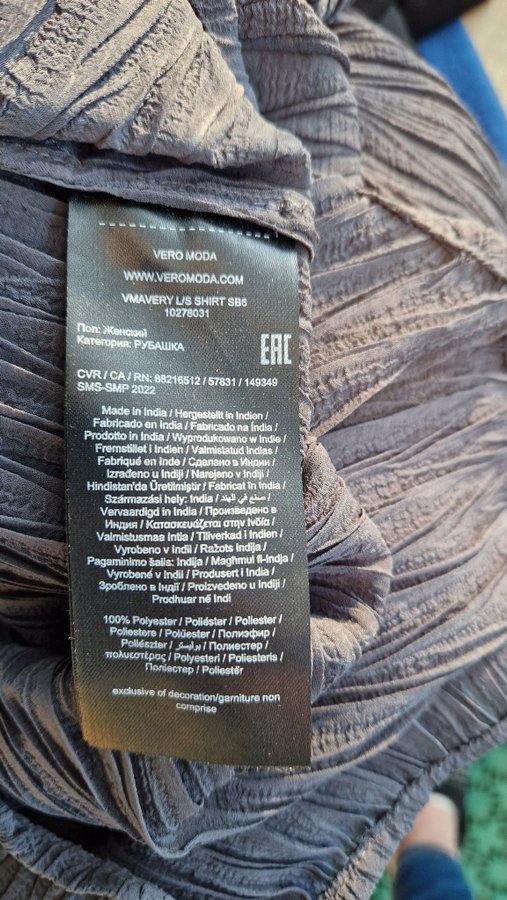 VERO MODA
WWW.VEROMODA.COM
VMAVERY L/S SHIRT SB6
10278031
Пол: Женский
Категория: РУБАШКА
EAC
CVR / CA / RN: 88216512 / 57831 / 149349
SMS-SMP 2022
Made in India / Hergestellt in Indien /
Fabricado en India / Fabricado na Índia /
Prodotto in India / Wyprodukowano w Indie /
Fremstillet i Indien / Valmistatud Indias /
Fabriqué en Inde / Сделано в Индии /
Izrađeno u Indiji / Narejeno v Indiji /
Hindistan'da Üretilmiştir / Fabricat în India /
Származási hely: India / صنع في الهند /
Vervaardigd in India / Произведено в
Индия / Κατασκευάζεται στην Ινδία /
Valmistusmaa Intia / Tillverkad i Indien /
Vyrobeno v Indii / Ražots Indija /
Pagaminimo šalis: Indija / Magħmul fl-Indja /
Vyrobené v Indii / Produsert i India /
Зроблено в Індії / Proizvedeno u Indiji /
Prodhuar në Indi
100% Polyester / Poliéster / Poliester /
Poliestere / Polüester / Полиэфир /
Poliészter / بوليستر / Полиестер /
πολυεστέρας / Polyesteri / Poliesteris /
Поліестер / Poliestër
exclusive of decoration/garniture non
comprise